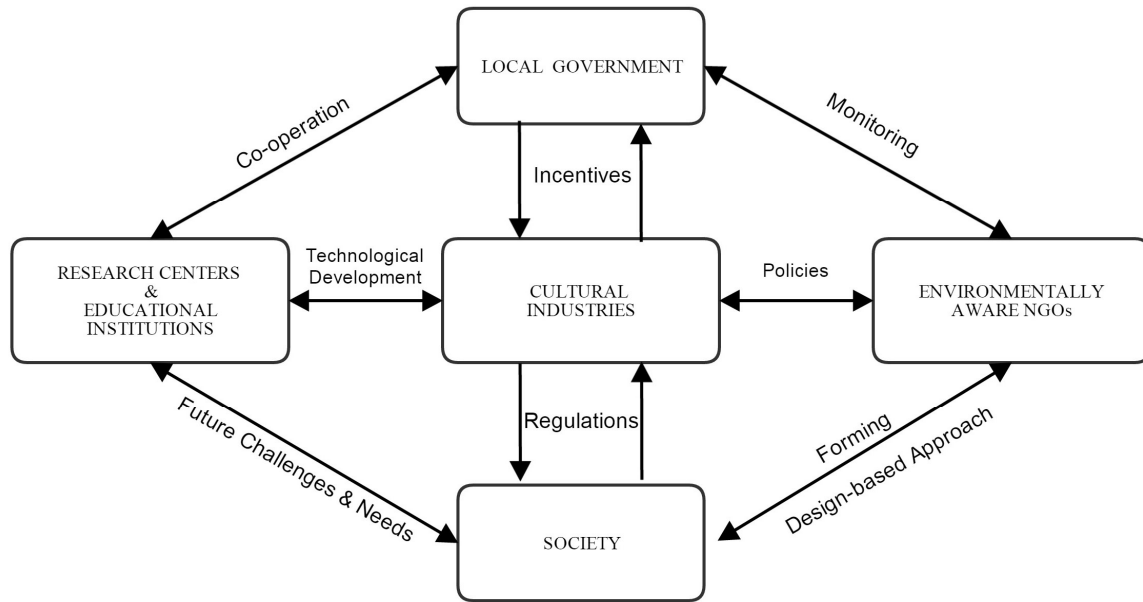 LOCAL GOVERNMENT
Co-operation
Monitoring
Incentives
RESEARCH CENTERS
&
EDUCATIONAL
INSTITUTIONS
Technological
Development
CULTURAL
INDUSTRIES
Policies
ENVIRONMENTALLY
AWARE NGOs
Future Challenges & Needs
Regulations
Forming
Design-based Approach
SOCIETY